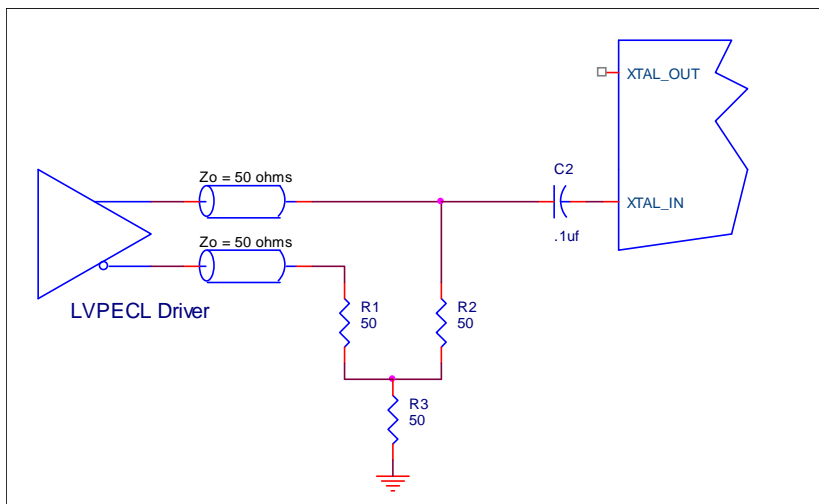 XTAL_OUT
Zo = 50 ohms
C2
XTAL_IN
.1uf
Zo = 50 ohms
LVPECL Driver
R1
50
R2
50
R3
50